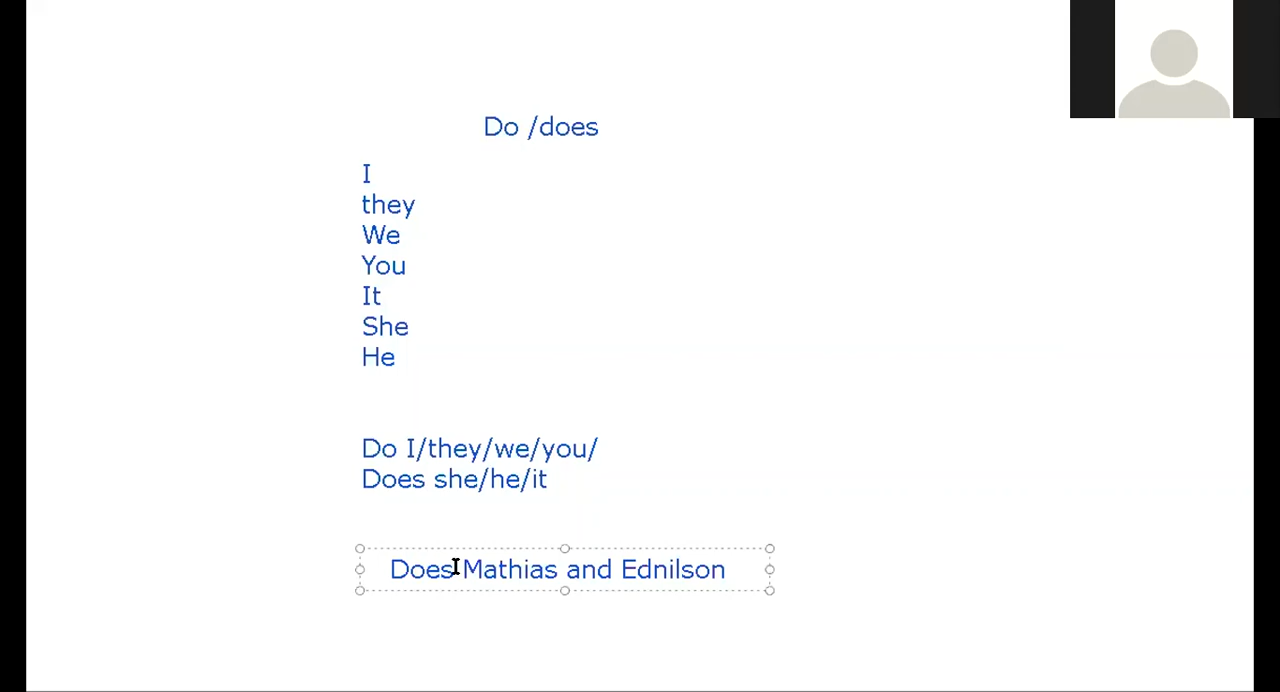 Do /does
I
they
We
You
It
She
He
Do I/they/we/you/
Does she/he/it
Does Mathias and Ednilson